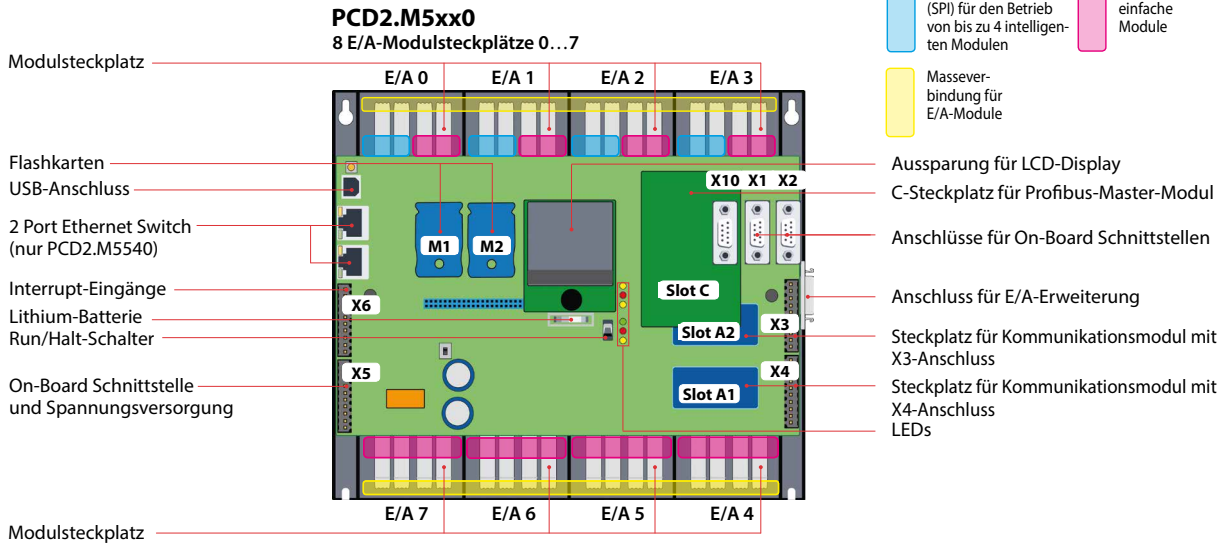 PCD2.M5xx0
8 E/A-Modulsteckplätze 0…7
(SPI) für den Betrieb
von bis zu 4 intelligen-
ten Modulen
einfache
Module
Massever-
bindung für
E/A-Module
Modulsteckplatz
E/A 0 E/A 1 E/A 2 E/A 3
Flashkarten
USB-Anschluss
2 Port Ethernet Switch
(nur PCD2.M5540)
Interrupt-Eingänge
Lithium-Batterie
Run/Halt-Schalter
On-Board Schnittstelle
und Spannungsversorgung
M1 M2
X10 X1 X2
Slot C
X6
X3
Slot A2
X5
X4
Slot A1
Aussparung für LCD-Display
C-Steckplatz für Profibus-Master-Modul
Anschlüsse für On-Board Schnittstellen
Anschluss für E/A-Erweiterung
Steckplatz für Kommunikationsmodul mit
X3-Anschluss
Steckplatz für Kommunikationsmodul mit
X4-Anschluss
LEDs
E/A 7 E/A 6 E/A 5 E/A 4
Modulsteckplatz